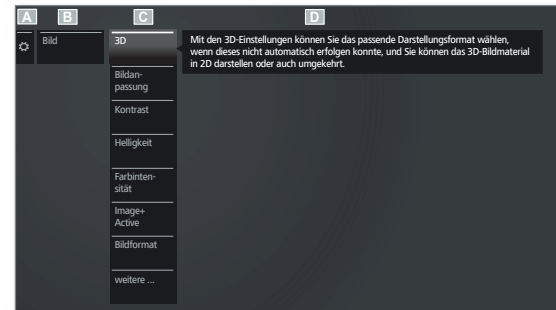 A B C D
Bild
3D
Mit den 3D-Einstellungen können Sie das passende Darstellungsformat wählen,
wenn dieses nicht automatisch erfolgen konnte, und Sie können das 3D-Bildmaterial
in 2D darstellen oder auch umgekehrt.
Bildan-
passung
Kontrast
Helligkeit
Farbinten-
sität
Image+
Active
Bildformat
weitere ...